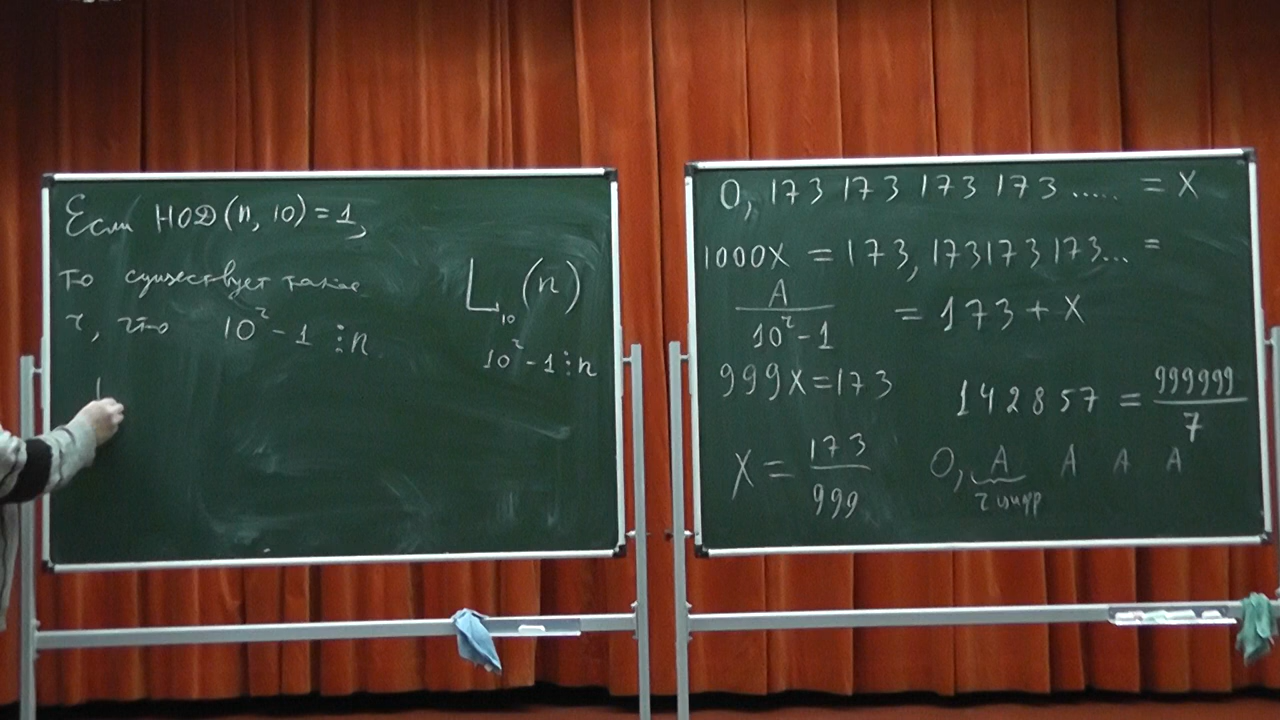 Если НОД(n, 10) = 1,
то существует такое
r, что 10^r - 1 ⋮ n
L_10 (n)
10^r - 1 ⋮ n
0, 173 173 173 173 ..... = X
1000X = 173, 173173173... =
A / (10^r - 1) = 173 + X
999X = 173
142857 = 999999 / 7
X = 173 / 999
0, A A A A
r цифр